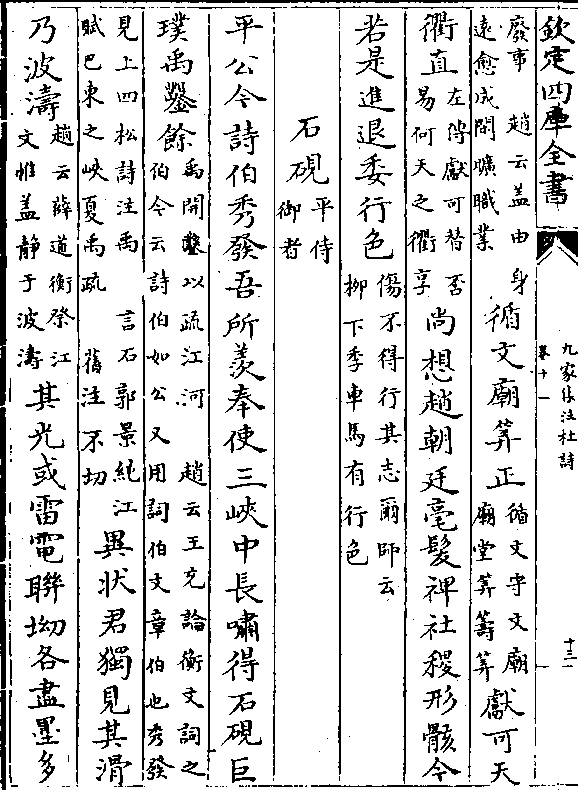 欽定四庫全書
九家集注杜詩
卷十一
十三
廢事 趙云蓋由身
遠愈成閑曠職業
循文廟筭正
循文守文廟
廟堂筭籌筭
獻可天
衢直
左傳獻可替否
易何天之衢亨
尚想趨朝廷毫髮裨社稷形骸今
若是進退委行色
傷不得行其志爾師云
柳下季車馬有行色
石硯
平侍
御者
平公今詩伯秀發吾所羨奉使三峽中長嘯得石硯巨
璞禹鑿餘
禹開鑿以疏江河 趙云王充論衡文詞之
伯今云詩伯如公又用詞伯文章伯也秀發
見上四松詩注禹 言石郭景純江
賦巴東之峽夏禹疏 舊注不切
異狀君獨見其滑
乃波濤
趙云薛道衡祭江
文惟蓋静于波濤
其光或雷電聯坳各盡墨多